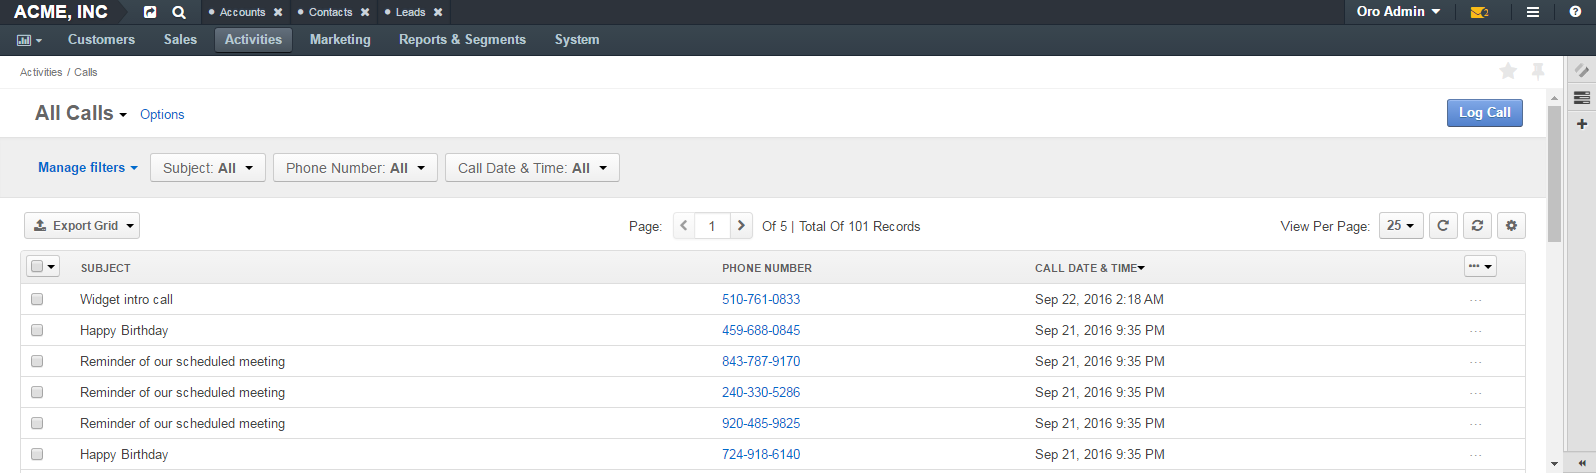 ACME, INC • Accounts × • Contacts × • Leads × Oro Admin 2
Customers Sales Activities Marketing Reports & Segments System
Activities / Calls
All Calls Options Log Call
Manage filters Subject: All Phone Number: All Call Date & Time: All
Export Grid Page: 1 Of 5 | Total Of 101 Records View Per Page: 25
SUBJECT PHONE NUMBER CALL DATE & TIME
Widget intro call 510-761-0833 Sep 22, 2016 2:18 AM ...
Happy Birthday 459-688-0845 Sep 21, 2016 9:35 PM ...
Reminder of our scheduled meeting 843-787-9170 Sep 21, 2016 9:35 PM ...
Reminder of our scheduled meeting 240-330-5286 Sep 21, 2016 9:35 PM ...
Reminder of our scheduled meeting 920-485-9825 Sep 21, 2016 9:35 PM ...
Happy Birthday 724-918-6140 Sep 21, 2016 9:35 PM ...